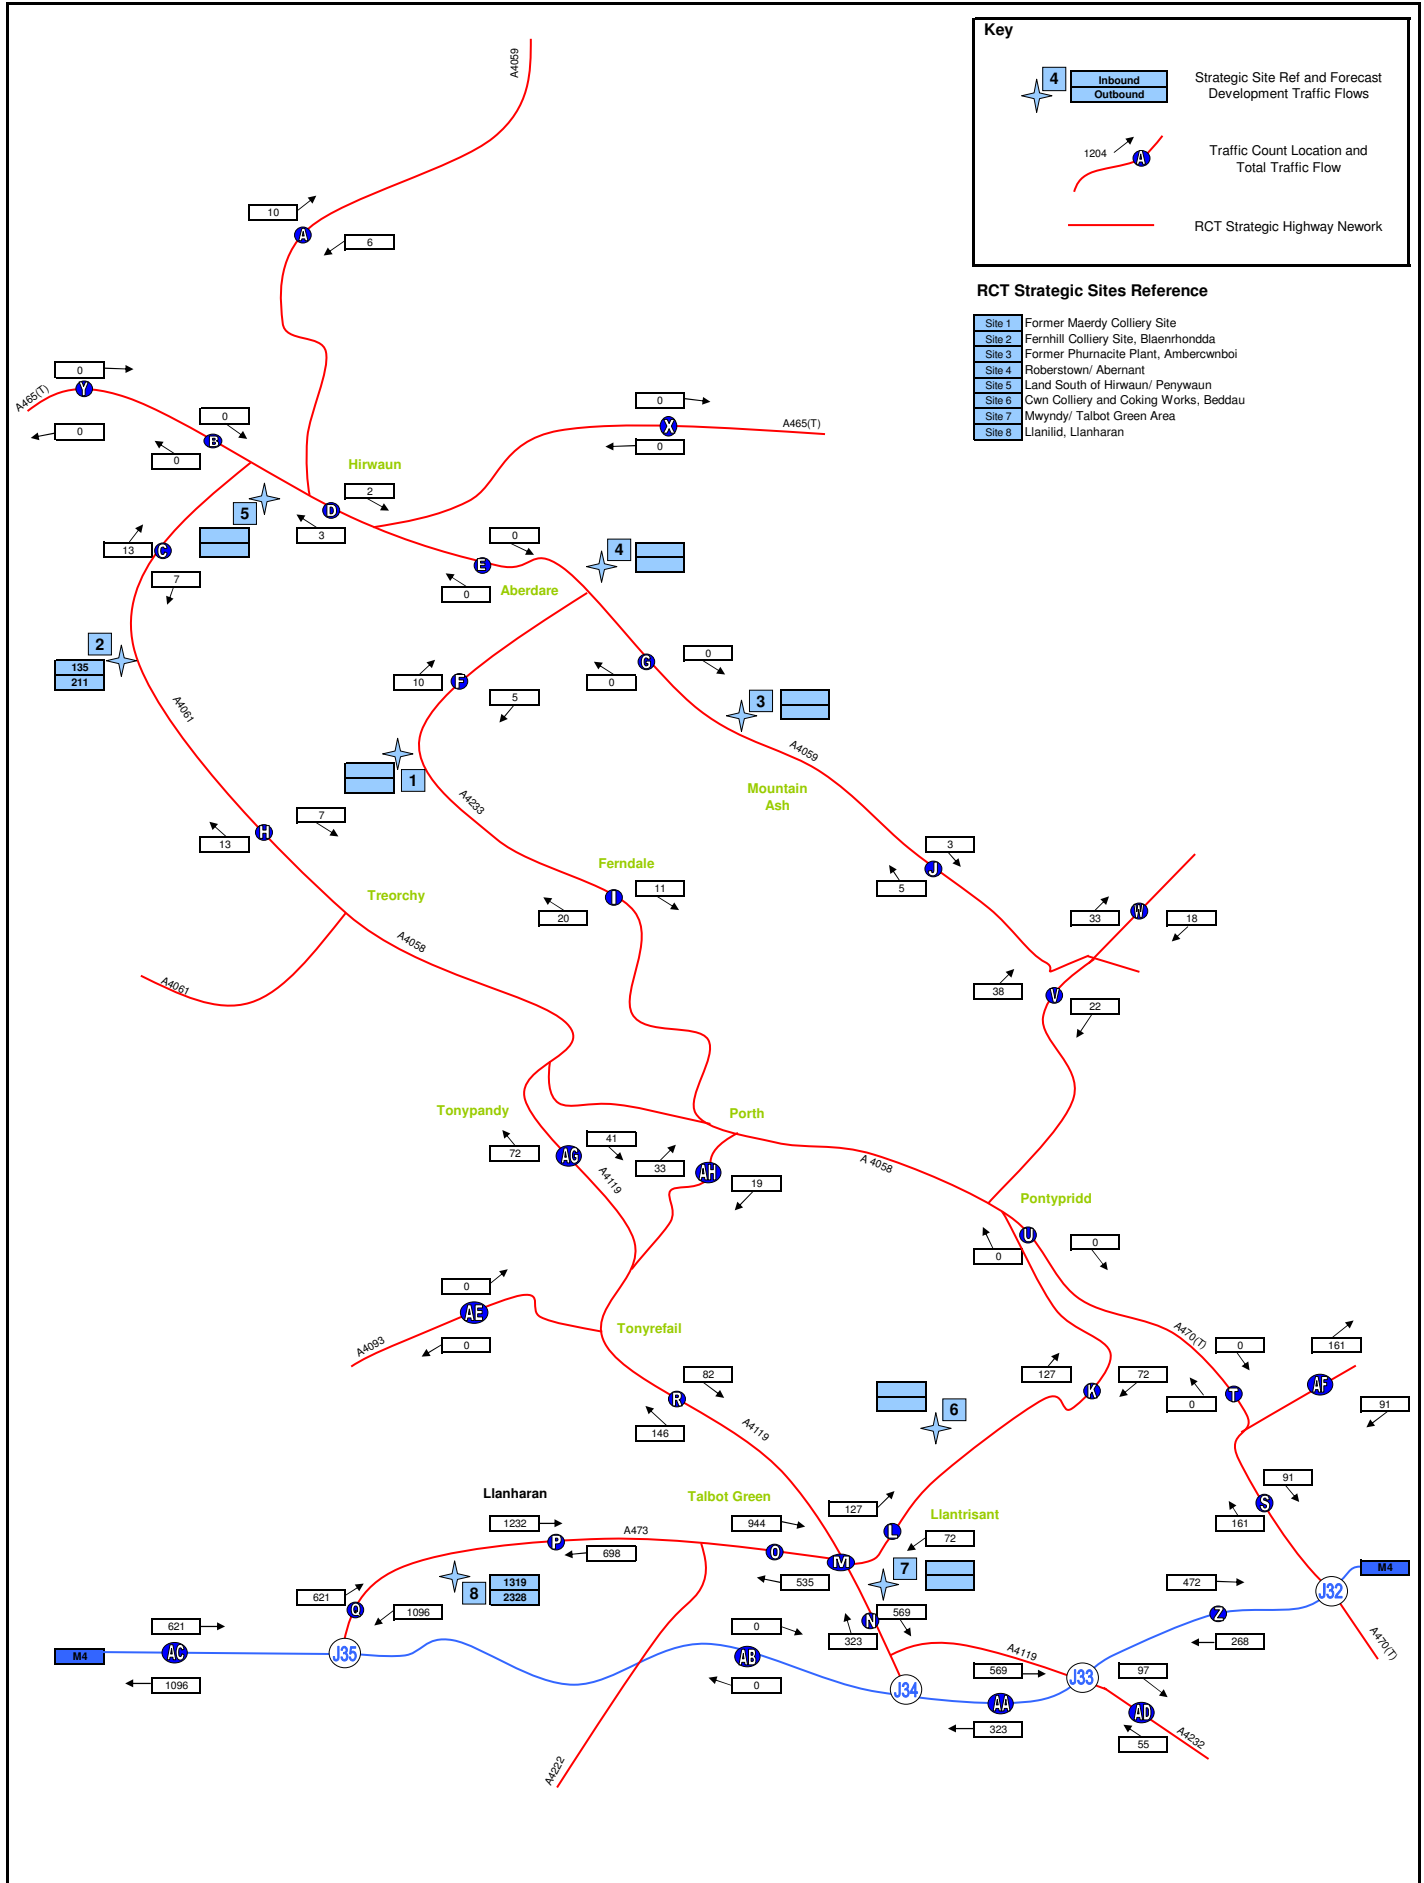 Key
4
Inbound
Outbound
Strategic Site Ref and Forecast
Development Traffic Flows
1204
A
Traffic Count Location and
Total Traffic Flow
RCT Strategic Highway Nework
RCT Strategic Sites Reference
Site 1 Former Maerdy Colliery Site
Site 2 Fernhill Colliery Site, Blaenrhondda
Site 3 Former Phurnacite Plant, Ambercwnboi
Site 4 Roberstown/ Abernant
Site 5 Land South of Hirwaun/ Penywaun
Site 6 Cwn Colliery and Coking Works, Beddau
Site 7 Mwyndy/ Talbot Green Area
Site 8 Llanilid, Llanharan
A4059
10
A
6
0
Y
A465(T)
0
0
B
0
0
X
A465(T)
0
Hirwaun
2
D
3
5
13
C
7
0
E
0
4
Aberdare
2
135
211
A4061
10
F
5
G
0
0
3
A4059
1
A4233
Mountain
Ash
7
H
13
Ferndale
I
11
20
3
J
5
33
W
18
Treorchy
A4058
A4061
38
V
22
Tonypandy
72
41
AG
A4119
33
AH
19
Porth
A 4058
Pontypridd
U
0
0
0
AE
0
A4093
Tonyrefail
A4119
R
82
146
127
K
72
6
A470(T)
0
T
0
161
AF
91
91
S
161
Llanharan
1232
P
698
A473
Talbot Green
944
O
535
M
127
L
Llantrisant
72
7
8
1319
2328
621
Q
1096
N
569
323
472
Z
268
J32
M4
A470(T)
M4
621
AC
1096
J35
0
AB
0
J34
569
AA
323
A4119
J33
97
AD
55
A4232
A4222